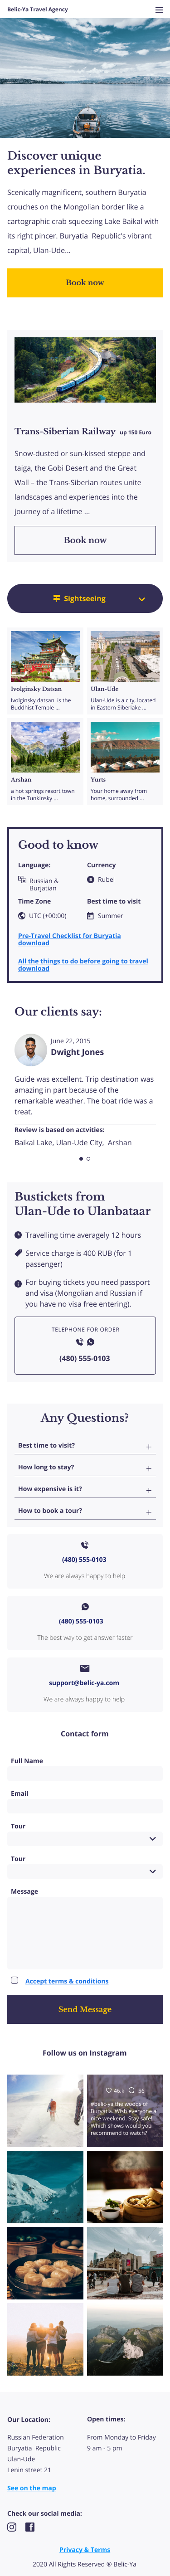 Belic-Ya Travel Agency
Discover unique
experiences in Buryatia.
Scenically magnificent, southern Buryatia
crouches on the Mongolian border like a
cartographic crab squeezing Lake Baikal with
its right pincer. Buryatia Republic's vibrant
capital, Ulan-Ude...
Book now
Trans-Siberian Railway up 150 Euro
Snow-dusted or sun-kissed steppe and
taiga, the Gobi Desert and the Great
Wall – the Trans-Siberian routes unite
landscapes and experiences into the
journey of a lifetime ...
Book now
Sightseeing
Ivolginsky Datsan
Ivolginsky datsan is the
Buddhist Temple ...
Ulan-Ude
Ulan-Ude is a city, located
in Eastern Siberiake ...
Arshan
a hot springs resort town
in the Tunkinsky ...
Yurts
Your home away from
home, surrounded ...
Good to know
Language:
Russian &
Burjatian
Currency
Rubel
Time Zone
UTC (+00:00)
Best time to visit
Summer
Pre-Travel Checklist for Buryatia
download
All the things to do before going to travel
download
Our clients say:
June 22, 2015
Dwight Jones
Guide was excellent. Trip destination was
amazing in part because of the
remarkable weather. The boat ride was a
treat.
Review is based on actvities:
Baikal Lake, Ulan-Ude City, Arshan
Bustickets from
Ulan-Ude to Ulanbataar
Travelling time averagely 12 hours
Service charge is 400 RUB (for 1
passenger)
For buying tickets you need passport
and visa (Mongolian and Russian if
you have no visa free entering).
TELEPHONE FOR ORDER
(480) 555-0103
Any Questions?
Best time to visit?
How long to stay?
How expensive is it?
How to book a tour?
(480) 555-0103
We are always happy to help
(480) 555-0103
The best way to get answer faster
support@belic-ya.com
We are always happy to help
Contact form
Full Name
Email
Tour
Tour
Message
Accept terms & conditions
Send Message
Follow us on Instagram
56
#belic-ya the woods of
Buryatia. Wish everyone a
nice weekend. Stay safe!
Which shows would you
recommend to watch?
Our Location:
Russian Federation
Buryatia Republic
Ulan-Ude
Lenin street 21
Open times:
From Monday to Friday
9 am - 5 pm
See on the map
Check our social media:
Privacy & Terms
2020 All Rights Reserved ® Belic-Ya